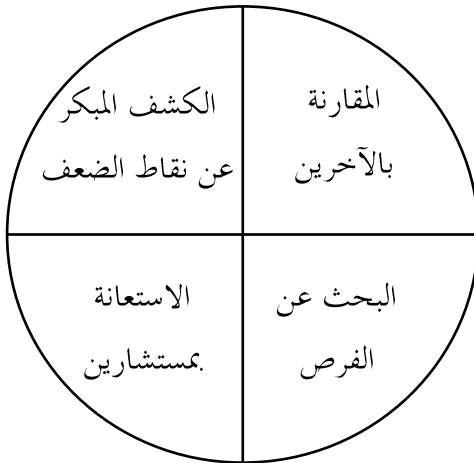 المقارنة
بالآخرين
الكشف المبكر
عن نقاط الضعف
البحث عن
الفرص
الاستعانة
بمستشارين